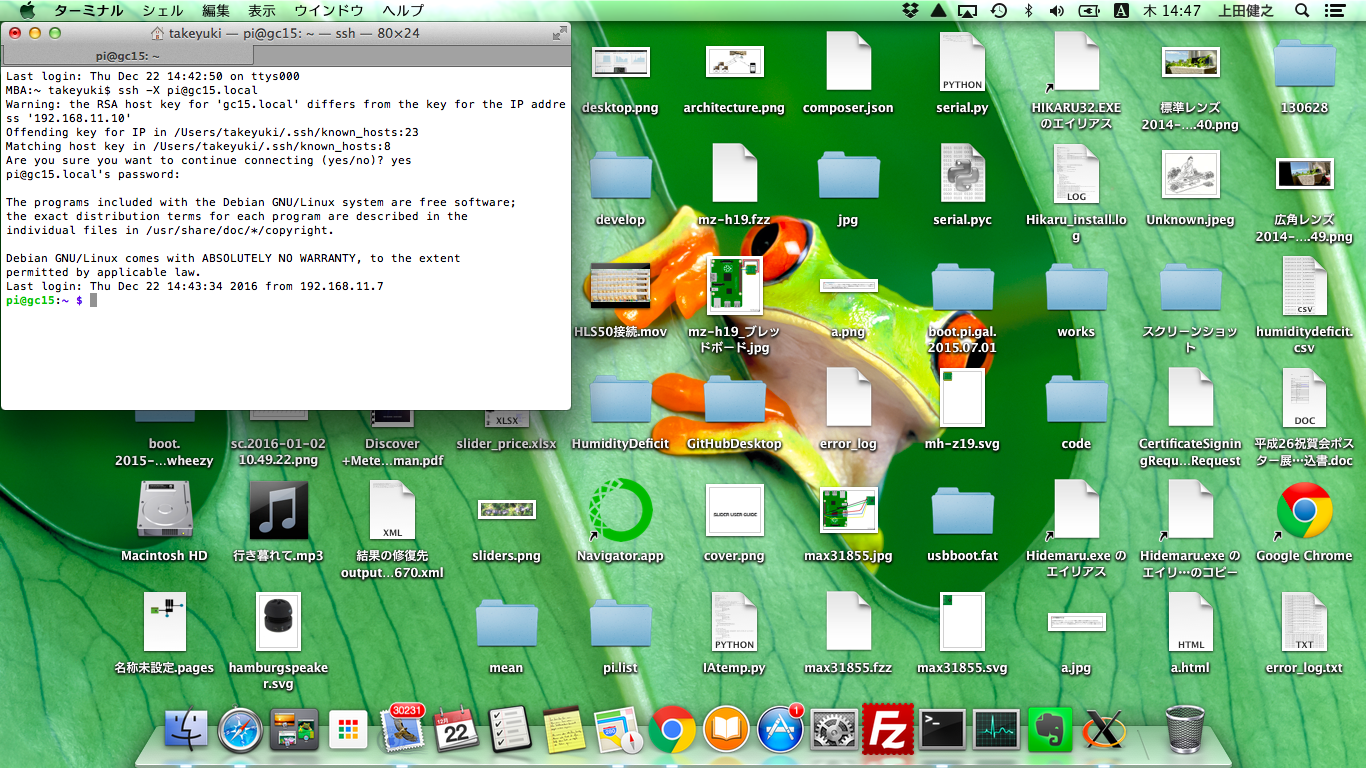 ターミナル シェル 編集 表示 ウインドウ ヘルプ
A 木 14:47 上田健之
takeyuki — pi@gc15: ~ — ssh — 80×24
pi@gc15: ~
Last login: Thu Dec 22 14:42:50 on ttys000
MBA:~ takeyuki$ ssh -X pi@gc15.local
Warning: the RSA host key for 'gc15.local' differs from the key for the IP addre
ss '192.168.11.10'
Offending key for IP in /Users/takeyuki/.ssh/known_hosts:23
Matching host key in /Users/takeyuki/.ssh/known_hosts:8
Are you sure you want to continue connecting (yes/no)? yes
pi@gc15.local's password:
The programs included with the Debian GNU/Linux system are free software;
the exact distribution terms for each program are described in the
individual files in /usr/share/doc/*/copyright.
Debian GNU/Linux comes with ABSOLUTELY NO WARRANTY, to the extent
permitted by applicable law.
Last login: Thu Dec 22 14:43:34 2016 from 192.168.11.7
pi@gc15:~ $
PYTHON
desktop.png
architecture.png
composer.json
serial.py
HIKARU32.EXE
のエイリアス
標準レンズ
2014-....40.png
130628
LOG
develop
mz-h19.fzz
jpg
serial.pyc
Hikaru_install.lo
g
Unknown.jpeg
広角レンズ
2014-....49.png
CSV
HLS50接続.mov
mz-h19_ブレッ
ドボード.jpg
a.png
boot.pi.gal.
2015.07.01
works
スクリーンショッ
ト
humiditydeficit.
csv
XLSX
DOC
boot.
2015-...wheezy
sc.2016-01-02
10.49.22.png
Discover
+Mete...man.pdf
slider_price.xlsx
HumidityDeficit
GitHubDesktop
error_log
mh-z19.svg
code
CertificateSignin
gRequ...Request
平成26祝賀会ポス
ター展…込書.doc
XML
SLIDER USER GUIDE
Macintosh HD
行き暮れて.mp3
結果の修復先
output...670.xml
sliders.png
Navigator.app
cover.png
max31855.jpg
usbboot.fat
Hidemaru.exe の
エイリアス
Hidemaru.exe の
エイリ…のコピー
Google Chrome
PYTHON
HTML
TXT
名称未設定.pages
hamburgspeake
r.svg
mean
pi.list
IAtemp.py
max31855.fzz
max31855.svg
a.jpg
a.html
error_log.txt
30231
12月
22
280
1
Fz
>_
X